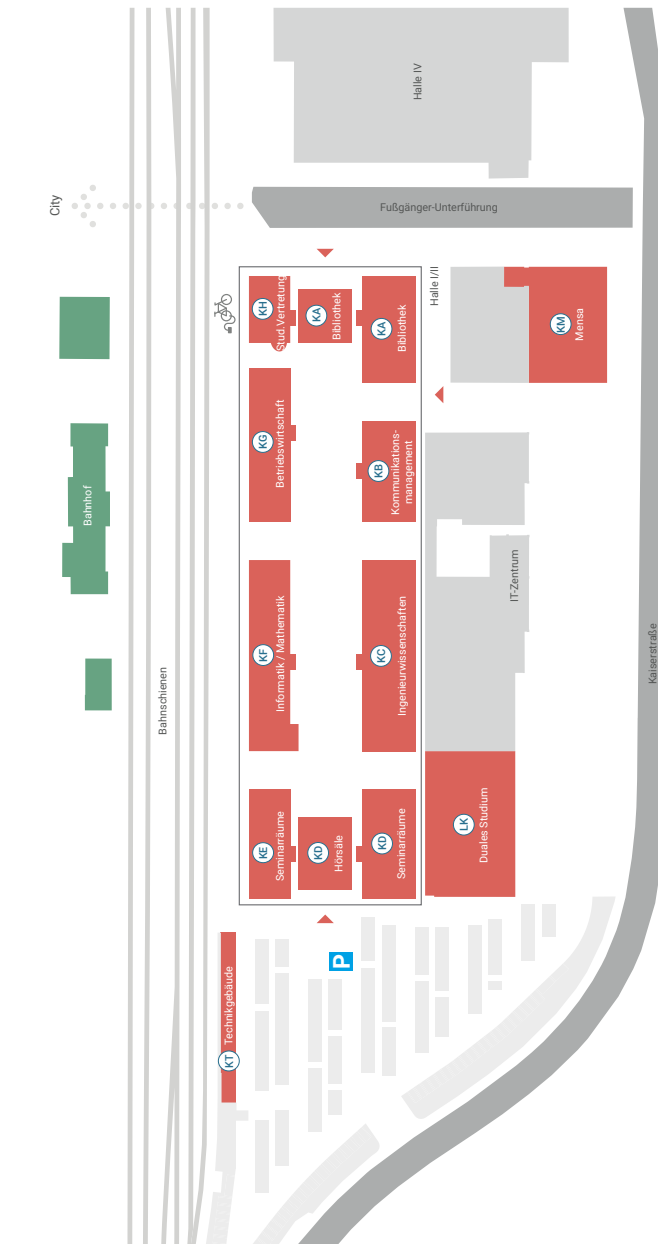 Halle IV
City
Fußgänger-Unterführung
KH
Stud.Vertretung
KA
Bibliothek
KA
Bibliothek
Halle I/II
KM
Mensa
KG
Betriebswirtschaft
KB
Kommunikations-
management
Bahnhof
KF
Informatik / Mathematik
KC
Ingenieurwissenschaften
IT-Zentrum
Kaiserstraße
Bahnschienen
KE
Seminarräume
KD
Hörsäle
KD
Seminarräume
LK
Duales Studium
P
KT
Technikgebäude